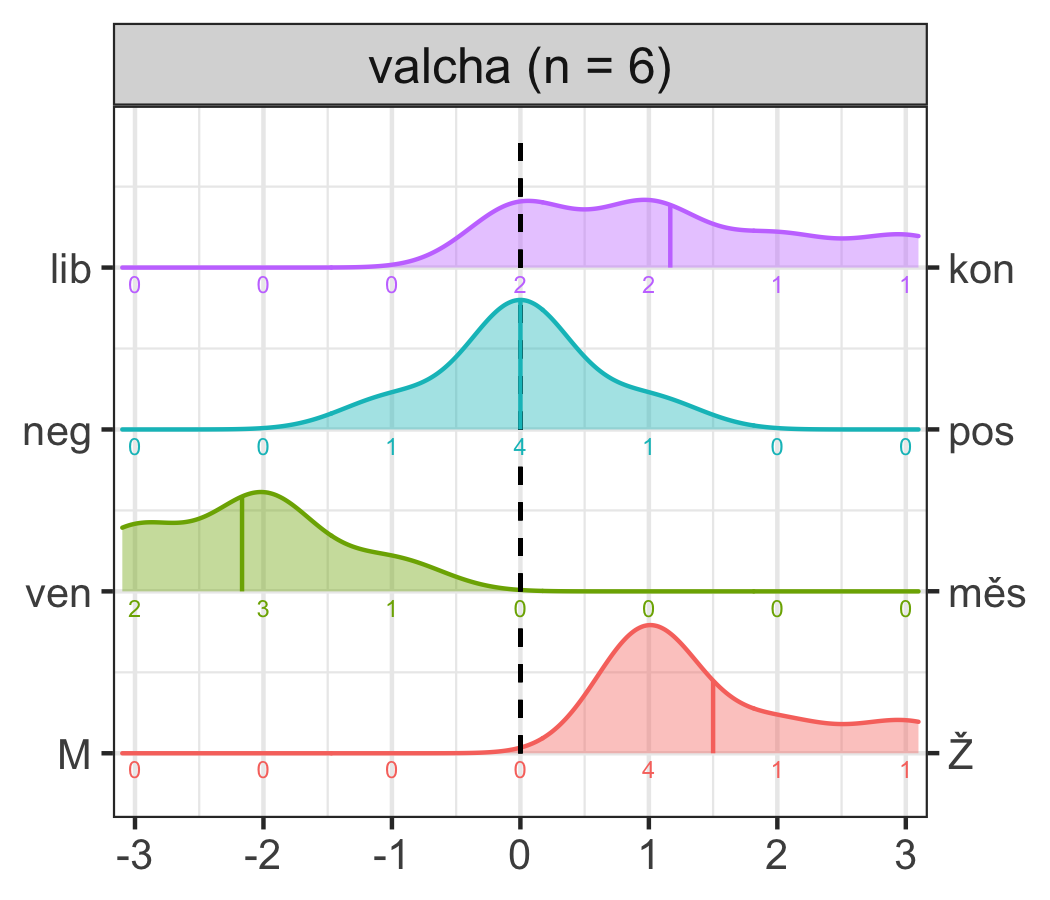 valcha (n = 6)
lib kon
0 0 0 2 2 1 1
neg pos
0 0 1 4 1 0 0
ven měs
2 3 1 0 0 0 0
M Ž
0 0 0 0 4 1 1
-3 -2 -1 0 1 2 3